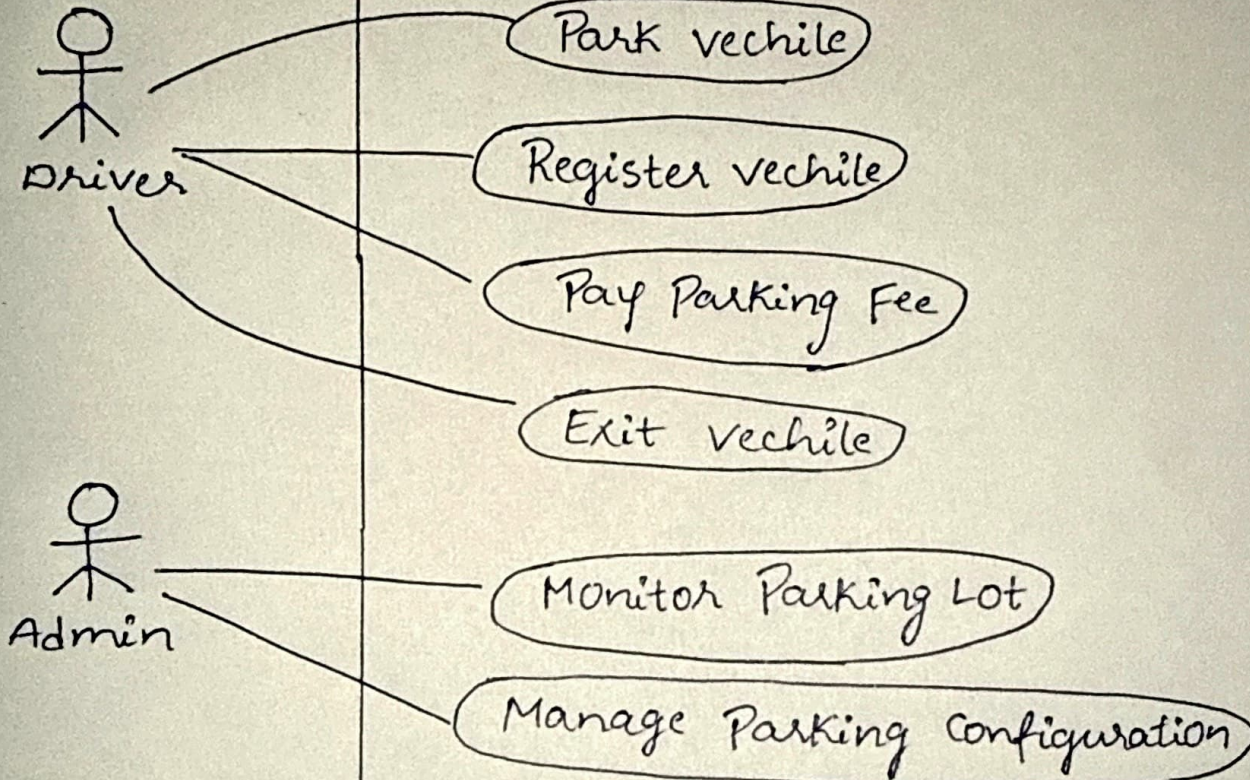 Park vechile
Register vechile
Driver
Pay Parking Fee
Exit vechile
Monitor Parking Lot
Admin
Manage Parking Configuration